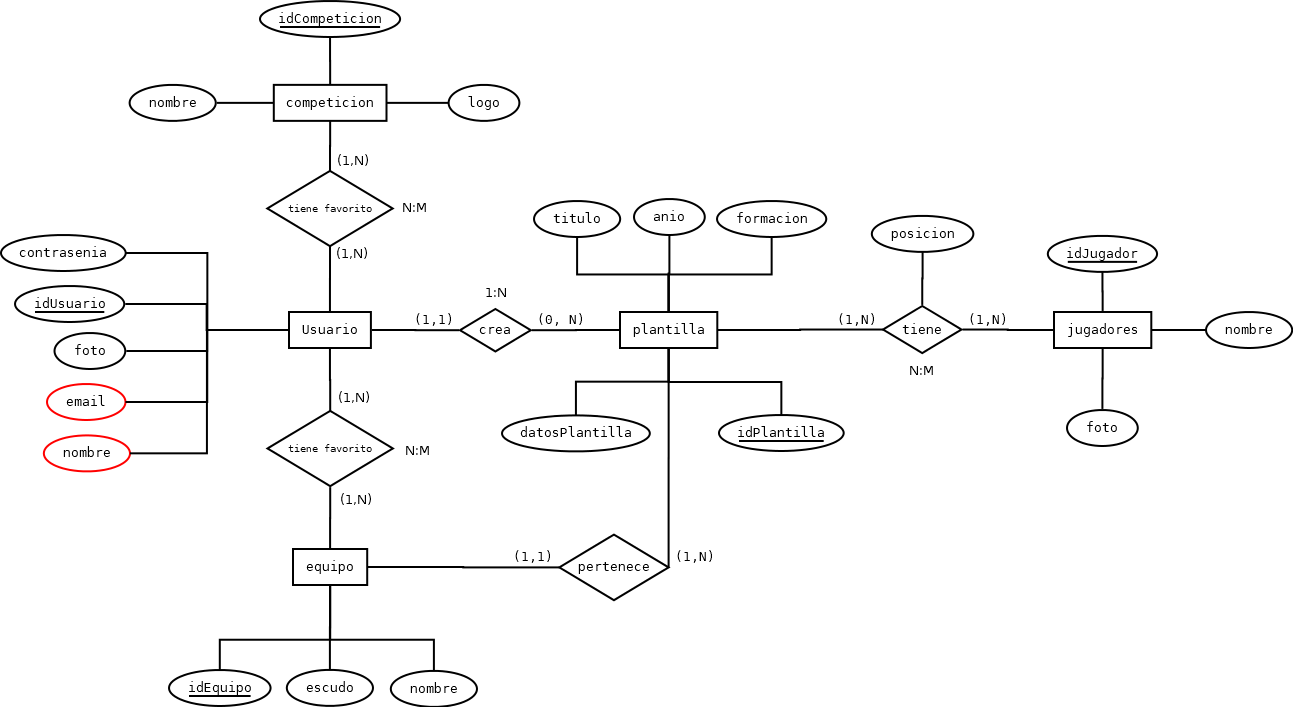 idCompeticion
nombre
competicion
logo
(1,N)
tiene favorito
N:M
(1,N)
titulo
anio
formacion
posicion
contrasenia
idJugador
idUsuario
1:N
Usuario
(1,1)
crea
(0, N)
plantilla
(1,N)
tiene
(1,N)
jugadores
nombre
foto
N:M
email
(1,N)
nombre
tiene favorito
N:M
datosPlantilla
idPlantilla
foto
(1,N)
equipo
(1,1)
pertenece
(1,N)
idEquipo
escudo
nombre